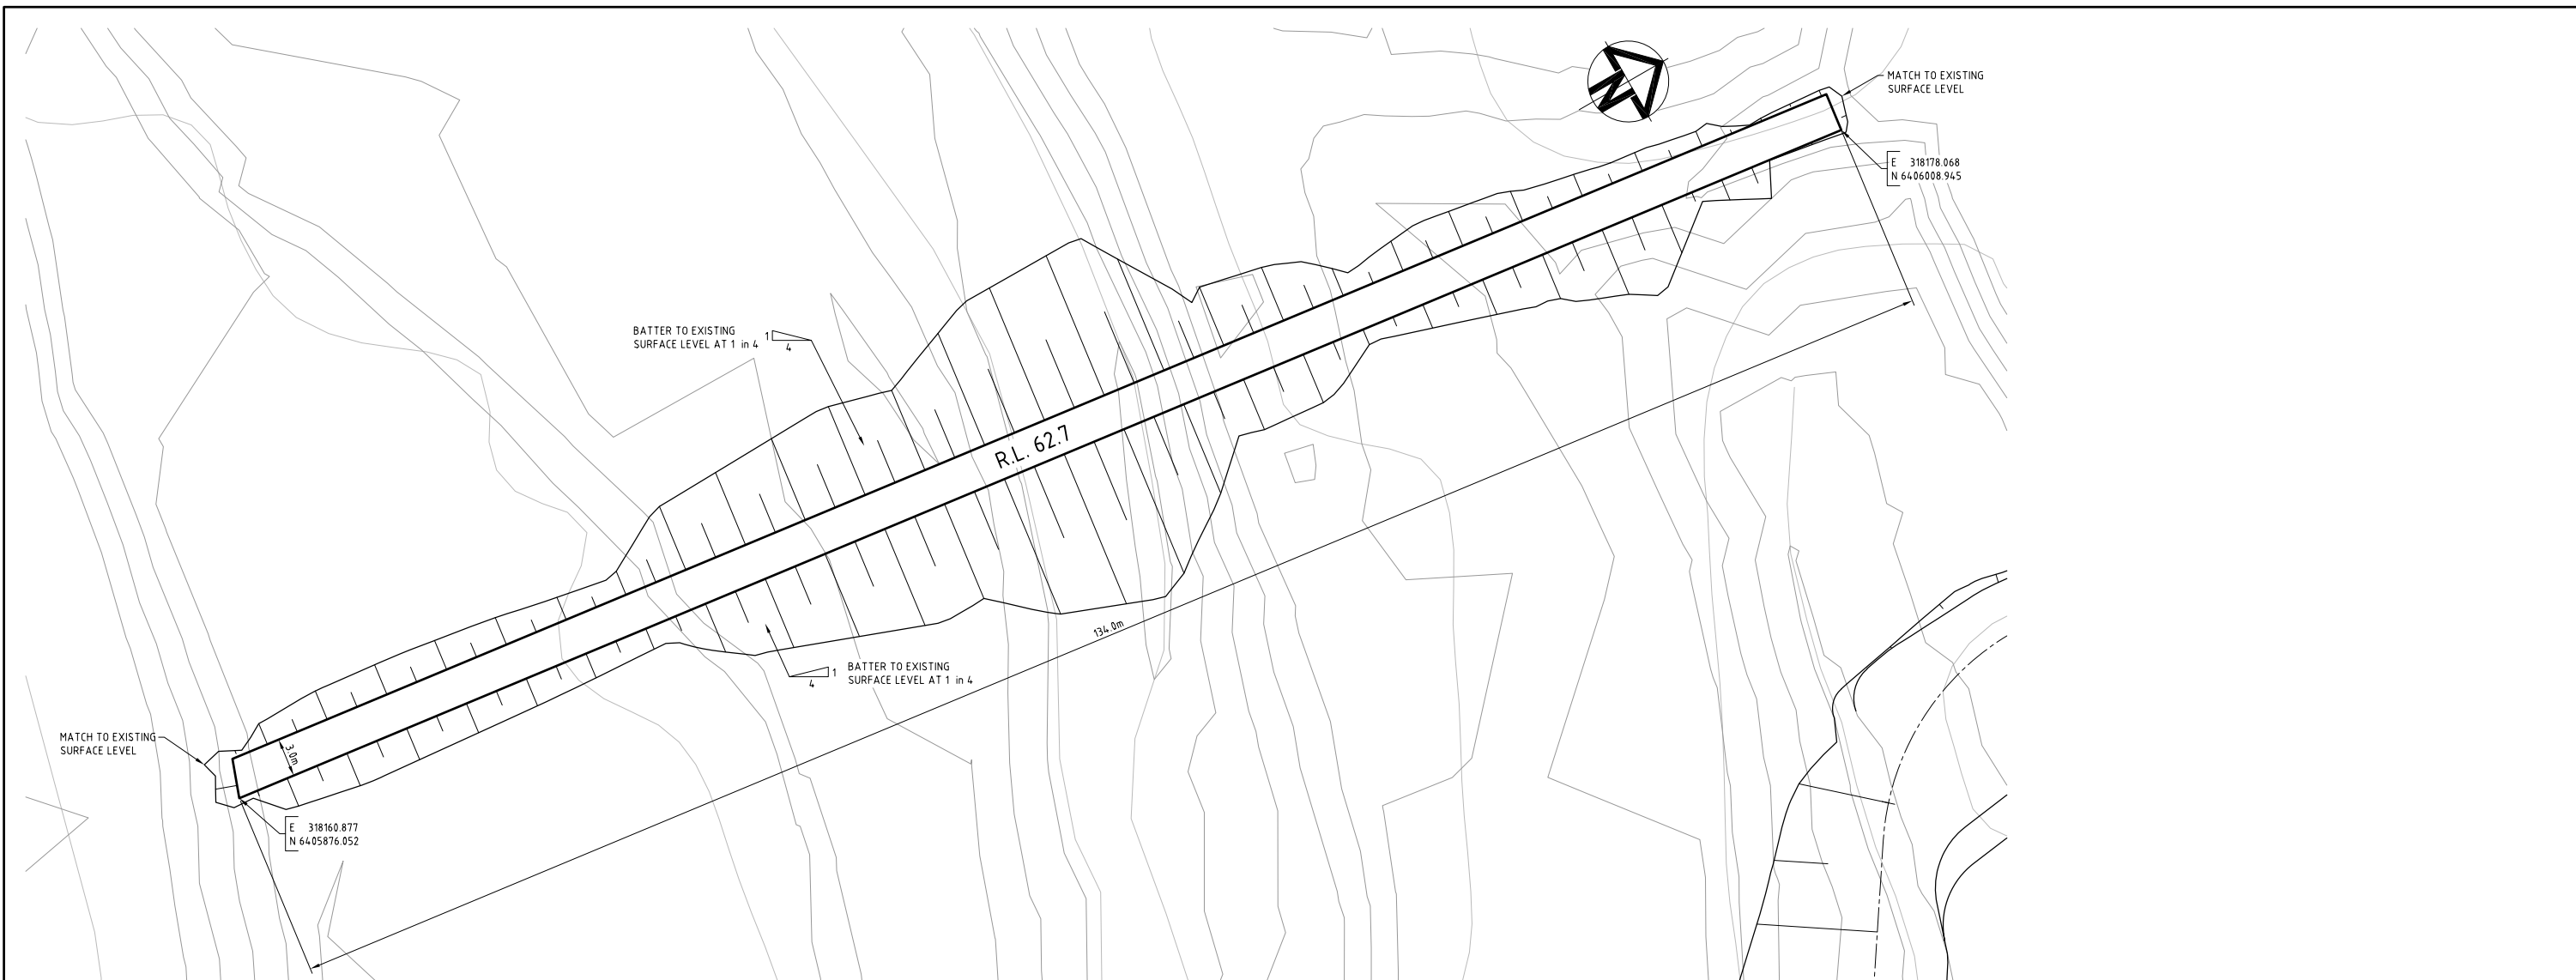 MATCH TO EXISTING
SURFACE LEVEL
N
E 318178.068
N 6406008.945
BATTER TO EXISTING
SURFACE LEVEL AT 1 in 4
1
4
R.L. 62.7
134.0m
1
4
BATTER TO EXISTING
SURFACE LEVEL AT 1 in 4
MATCH TO EXISTING
SURFACE LEVEL
3.0m
E 318160.877
N 6405876.052